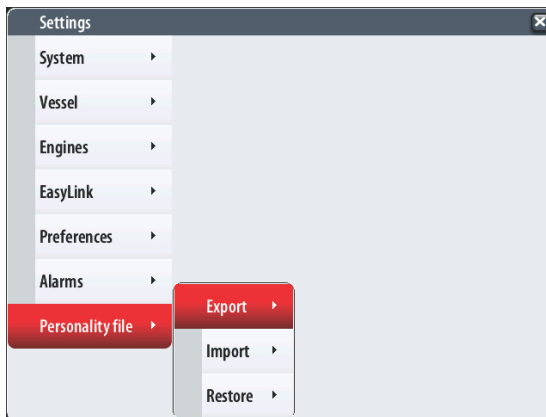 Settings
System
Vessel
Engines
EasyLink
Preferences
Alarms
Personality file
Export
Import
Restore